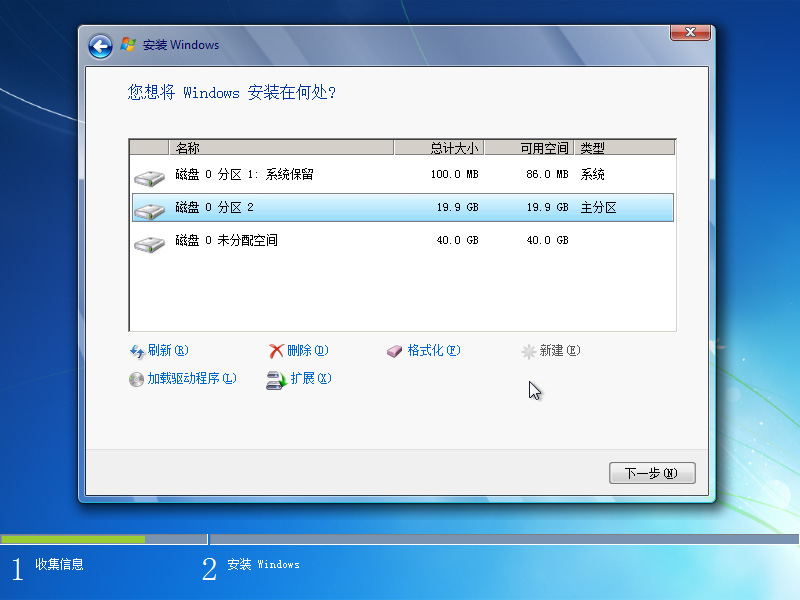 安装 Windows
您想将 Windows 安装在何处?
名称 总计大小 可用空间 类型
磁盘 0 分区 1: 系统保留 100.0 MB 86.0 MB 系统
磁盘 0 分区 2 19.9 GB 19.9 GB 主分区
磁盘 0 未分配空间 40.0 GB 40.0 GB
刷新(R) 删除(D) 格式化(F) 新建(E)
加载驱动程序(L) 扩展(X)
下一步(N)
1 收集信息 2 安装 Windows